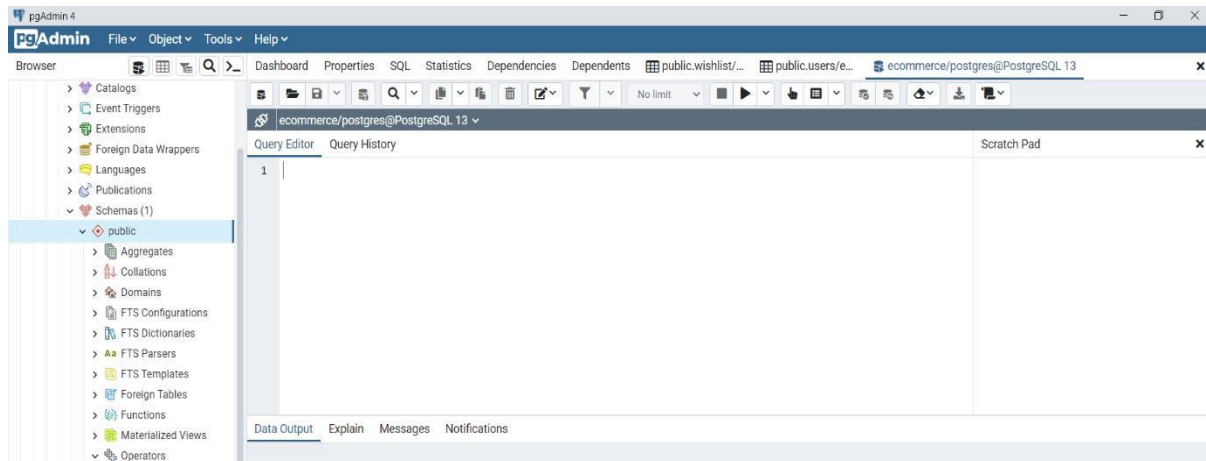 pgAdmin 4
pgAdmin File Object Tools Help
Browser
Dashboard Properties SQL Statistics Dependencies Dependents public.wishlist/... public.users/e... ecommerce/postgres@PostgreSQL 13
No limit
ecommerce/postgres@PostgreSQL 13
Query Editor Query History
Scratch Pad
1
Catalogs
Event Triggers
Extensions
Foreign Data Wrappers
Languages
Publications
Schemas (1)
public
Aggregates
Collations
Domains
FTS Configurations
FTS Dictionaries
Aa FTS Parsers
FTS Templates
Foreign Tables
Functions
Materialized Views
Operators
Data Output Explain Messages Notifications